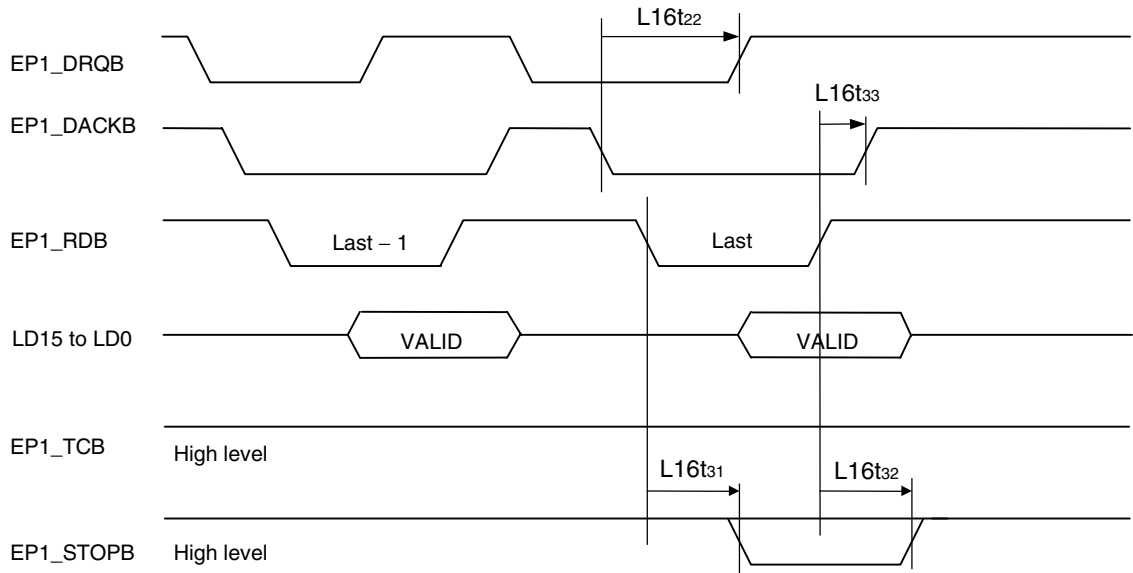 L16t22
EP1_DRQB
L16t33
EP1_DACKB
EP1_RDB
Last − 1
Last
LD15 to LD0
VALID
VALID
EP1_TCB
High level
L16t31
L16t32
EP1_STOPB
High level